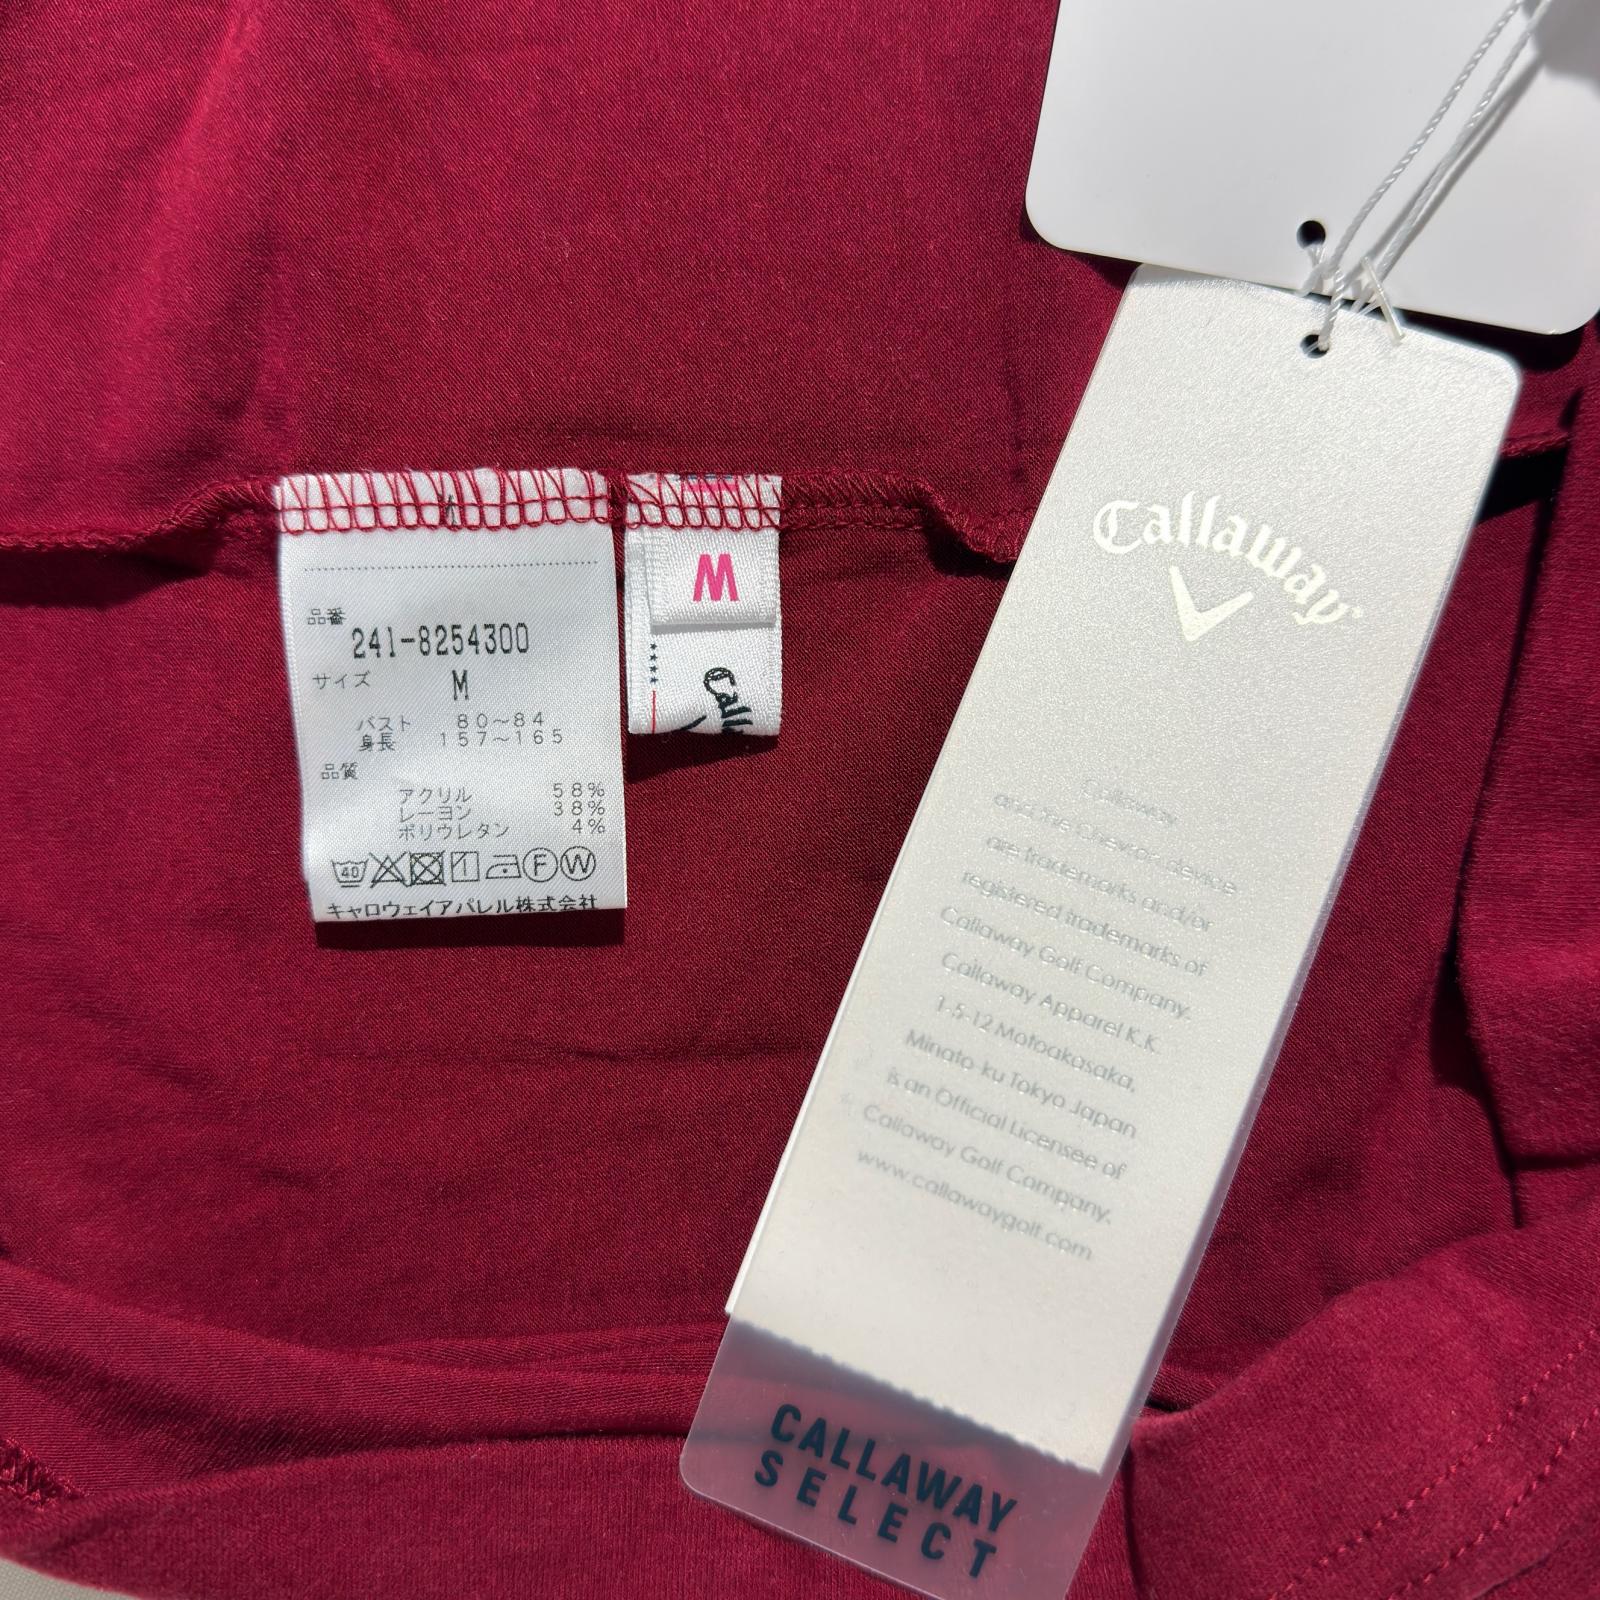 品番
241-8254300
サイズ M
バスト 80~84
身長 157~165
品質
アクリル 58%
レーヨン 38%
ポリウレタン 4%
40 F W
キャロウェイアパレル株式会社
M
Call
Callaway
Callaway
and the Chevron device
are trademarks and/or
registered trademarks of
Callaway Golf Company.
Callaway Apparel K.K.
1-5-12 Motoakasaka,
Minato-ku Tokyo Japan
is an Official Licensee of
Callaway Golf Company.
www.callawaygolf.com
CALLAWAY
SELECT